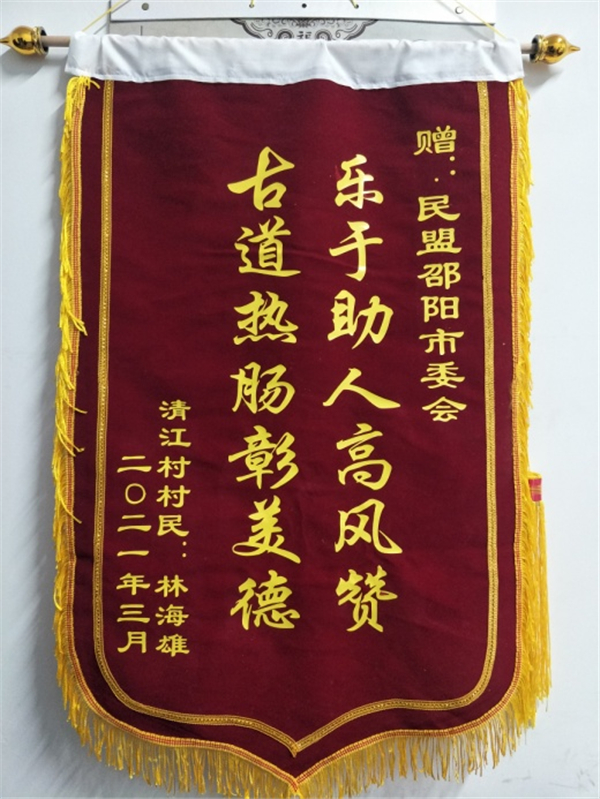 赠：民盟邵阳市委会
乐于助人高风赞
古道热肠彰美德
清江村村民：林海雄
二〇二一年三月